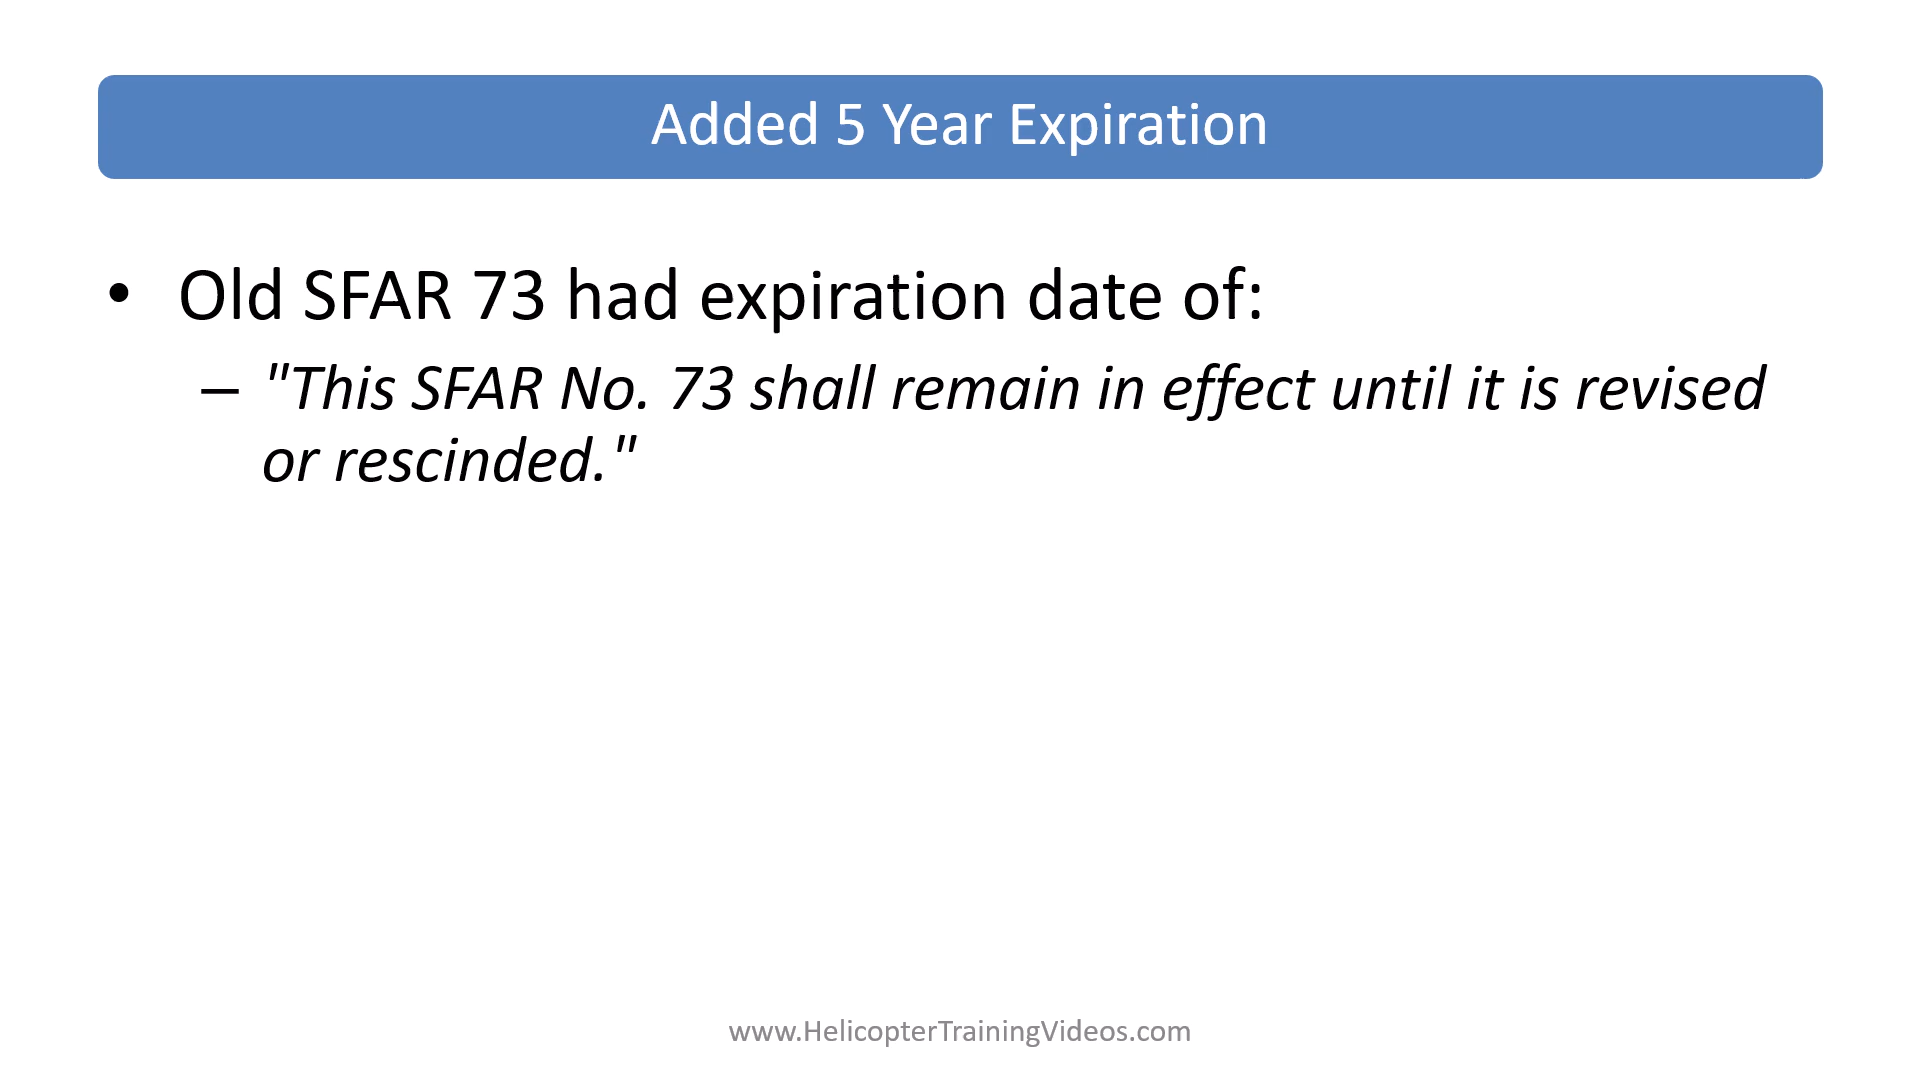 Added 5 Year Expiration
• Old SFAR 73 had expiration date of:
– "This SFAR No. 73 shall remain in effect until it is revised
or rescinded."
www.HelicopterTrainingVideos.com